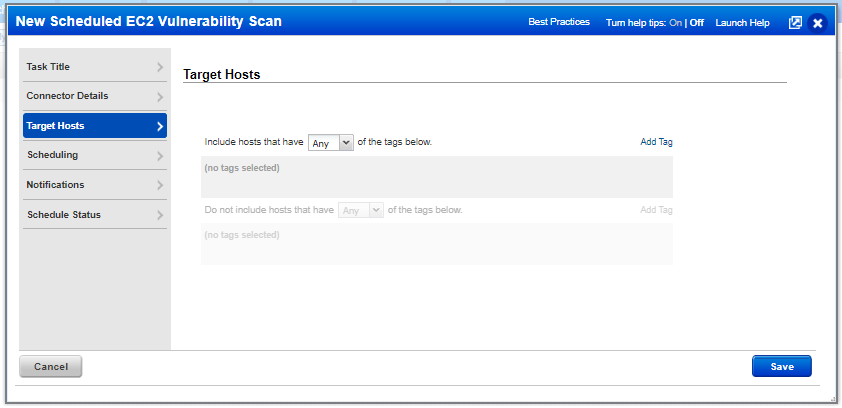 New Scheduled EC2 Vulnerability Scan
Best Practices
Turn help tips: On | Off
Launch Help
Task Title
Connector Details
Target Hosts
Scheduling
Notifications
Schedule Status
Target Hosts
Include hosts that have Any of the tags below.
Add Tag
(no tags selected)
Do not include hosts that have Any of the tags below.
Add Tag
(no tags selected)
Cancel
Save